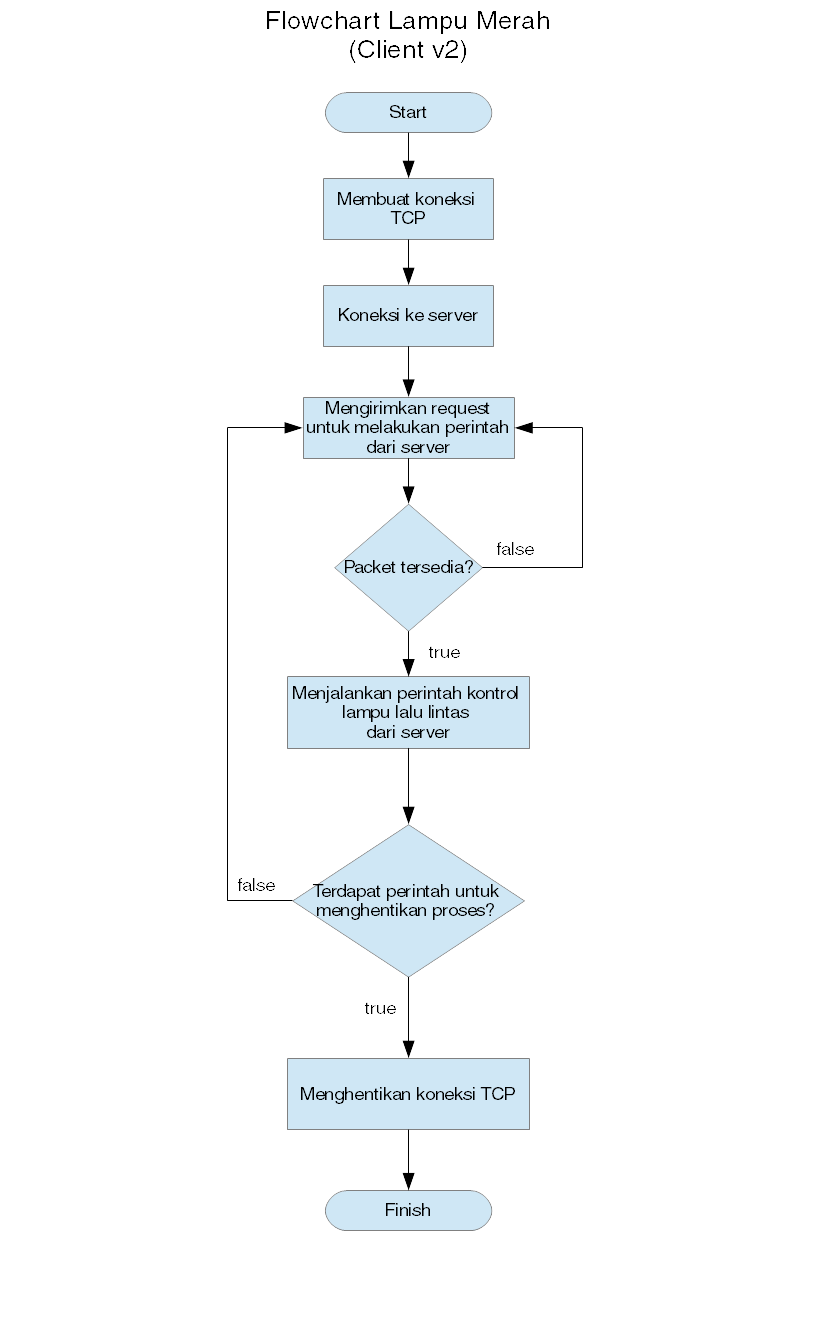 Flowchart Lampu Merah
(Client v2)
Start
Membuat koneksi
TCP
Koneksi ke server
Mengirimkan request
untuk melakukan perintah
dari server
Packet tersedia?
false
true
Menjalankan perintah kontrol
lampu lalu lintas
dari server
Terdapat perintah untuk
menghentikan proses?
false
true
Menghentikan koneksi TCP
Finish